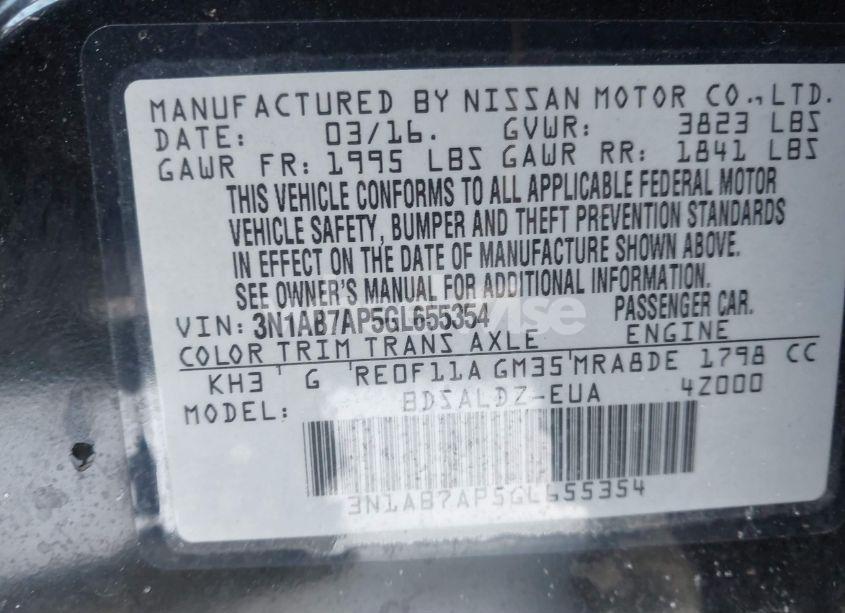 MANUFACTURED BY NISSAN MOTOR CO.,LTD.
DATE: 03/16. GVWR: 3823 LBS
GAWR FR: 1995 LBS GAWR RR: 1841 LBS
THIS VEHICLE CONFORMS TO ALL APPLICABLE FEDERAL MOTOR
VEHICLE SAFETY, BUMPER AND THEFT PREVENTION STANDARDS
IN EFFECT ON THE DATE OF MANUFACTURE SHOWN ABOVE.
SEE OWNER'S MANUAL FOR ADDITIONAL INFORMATION.
VIN: 3N1AB7AP5GL655354 PASSENGER CAR.
COLOR TRIM TRANS AXLE ENGINE
KH3 G RE0F11A GM35 MRA8DE 1798 CC
MODEL: BDSALDZ-EUA 4Z000
3N1AB7AP5GL655354